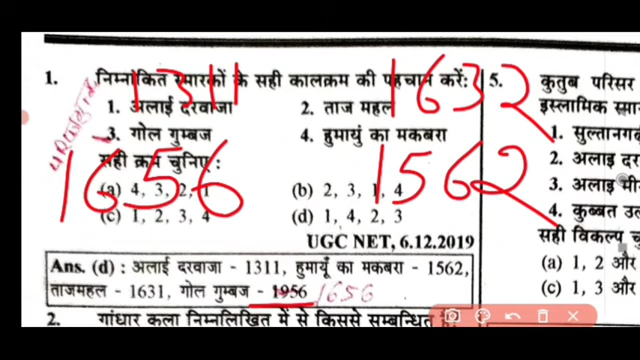 1. निम्नांकित स्मारकों के सही कालक्रम की पहचान करें:
1311
1632
1. अलाई दरवाजा 2. ताज महल
3. गोल गुम्बज 4. हुमायुं का मकबरा
सही क्रम चुनिए :
1656
1562
(a) 4, 3, 2, 1 (b) 2, 3, 1, 4
(c) 1, 2, 3, 4 (d) 1, 4, 2, 3
UGC NET, 6.12.2019
Ans. (d) : अलाई दरवाजा - 1311, हुमायूँ का मकबरा - 1562,
ताजमहल - 1631, गोल गुम्बज - 1956 1656
2. गांधार कला निम्नलिखित में से किससे सम्बन्धित है
5. कुतुब परिसर
इस्लामिक
1.
2. अलाइ
3. अलाइ
4. कुब्बत
सही विकल्प
(a) 1, 2 और
(c) 1, 3 और